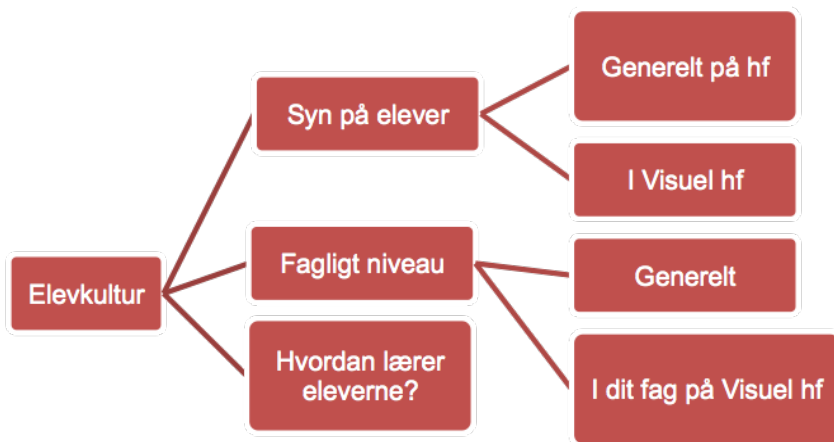 Elevkultur
Syn på elever
Generelt på hf
I Visuel hf
Fagligt niveau
Generelt
I dit fag på Visuel hf
Hvordan lærer
eleverne?